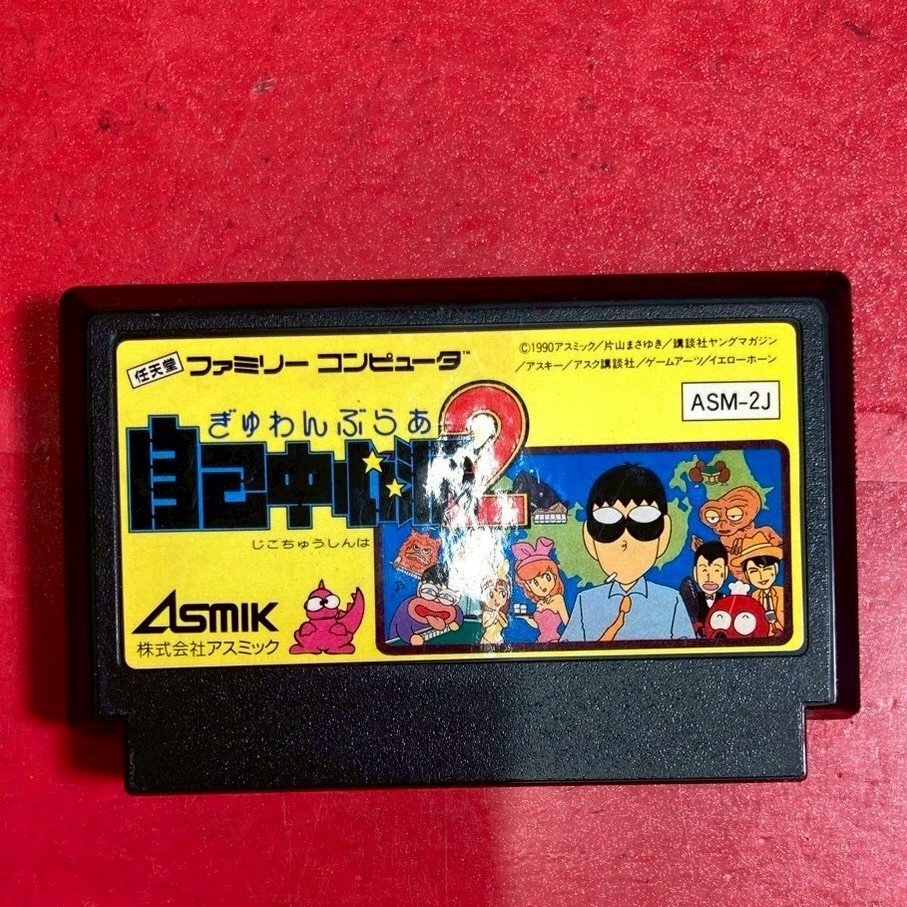 任天堂 ファミリー コンピュータ™
©1990アスミック/片山まさゆき/講談社ヤングマガジン
/アスキー/アスク講談社/ゲームアーツ/イエローホーン
ASM-2J
ぎゅわんぶらあ
自己中心派2
じこちゅうしんは
ASMIK
株式会社アスミック